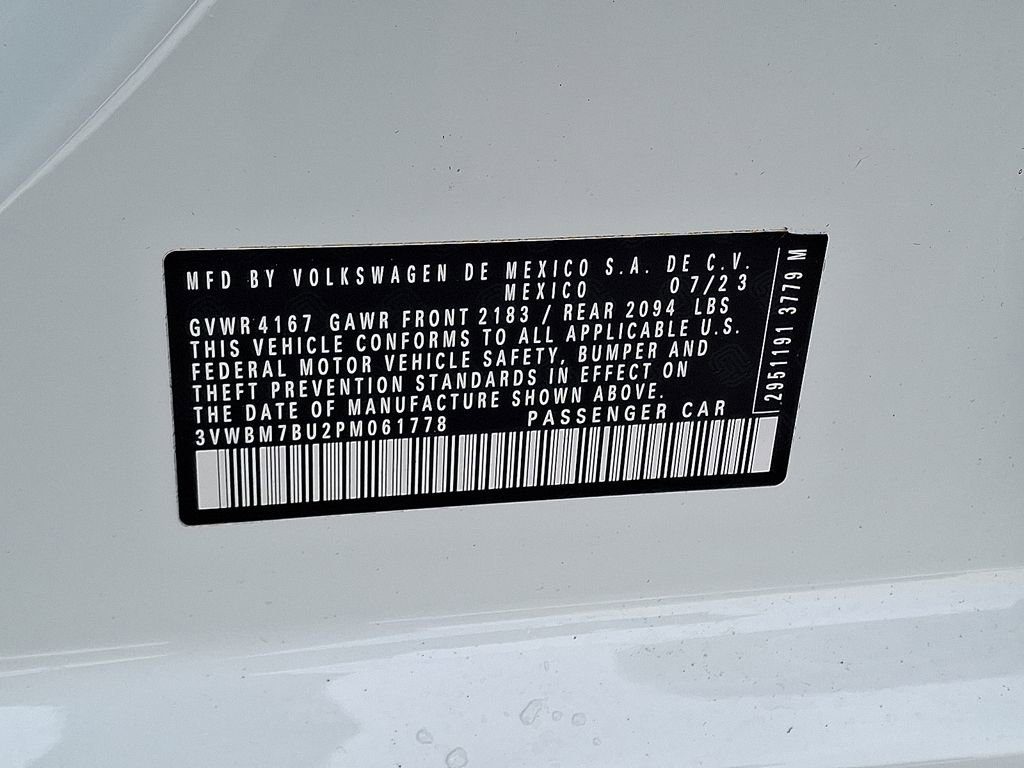 MFD BY VOLKSWAGEN DE MEXICO S.A. DE C.V.
MEXICO 07/23
GVWR 4167 GAWR FRONT 2183 / REAR 2094 LBS
THIS VEHICLE CONFORMS TO ALL APPLICABLE U.S.
FEDERAL MOTOR VEHICLE SAFETY, BUMPER AND
THEFT PREVENTION STANDARDS IN EFFECT ON
THE DATE OF MANUFACTURE SHOWN ABOVE.
3VWBM7BU2PM061778 PASSENGER CAR
2951191 3779 M